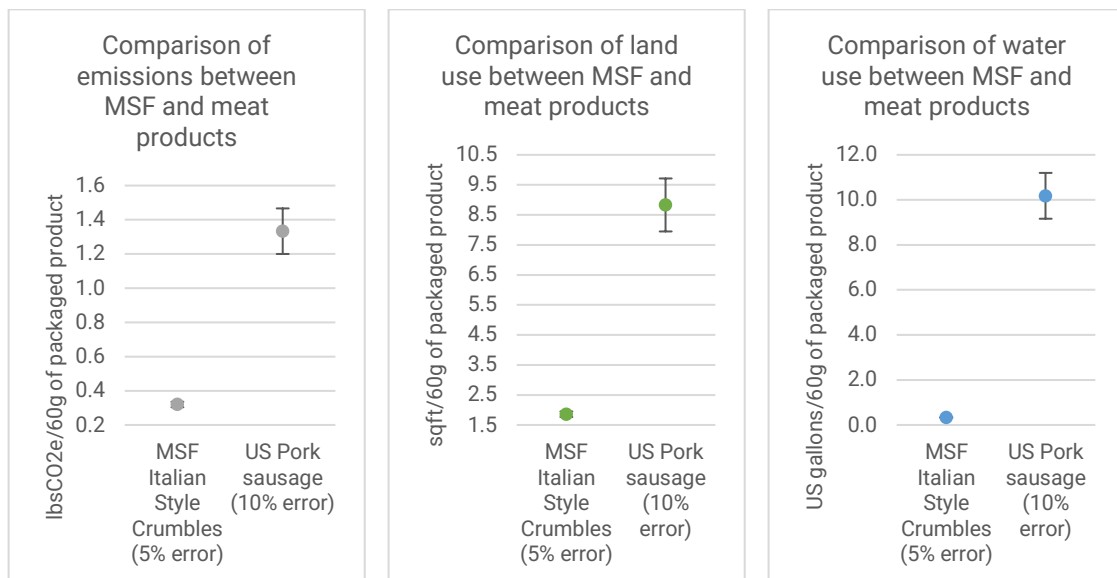 Comparison of
emissions between
MSF and meat
products
lbsCO2e/60g of packaged product
1.6
1.4
1.2
1.0
0.8
0.6
0.4
0.2
MSF
Italian
Style
Crumbles
(5% error)
US Pork
sausage
(10% error)
Comparison of land
use between MSF and
meat products
sqft/60g of packaged product
10.5
9.5
8.5
7.5
6.5
5.5
4.5
3.5
2.5
1.5
MSF
Italian
Style
Crumbles
(5% error)
US Pork
sausage
(10%
error)
Comparison of water
use between MSF and
meat products
US gallons/60g of packaged product
12.0
10.0
8.0
6.0
4.0
2.0
0.0
MSF
Italian
Style
Crumbles
(5% error)
US Pork
sausage
(10%
error)